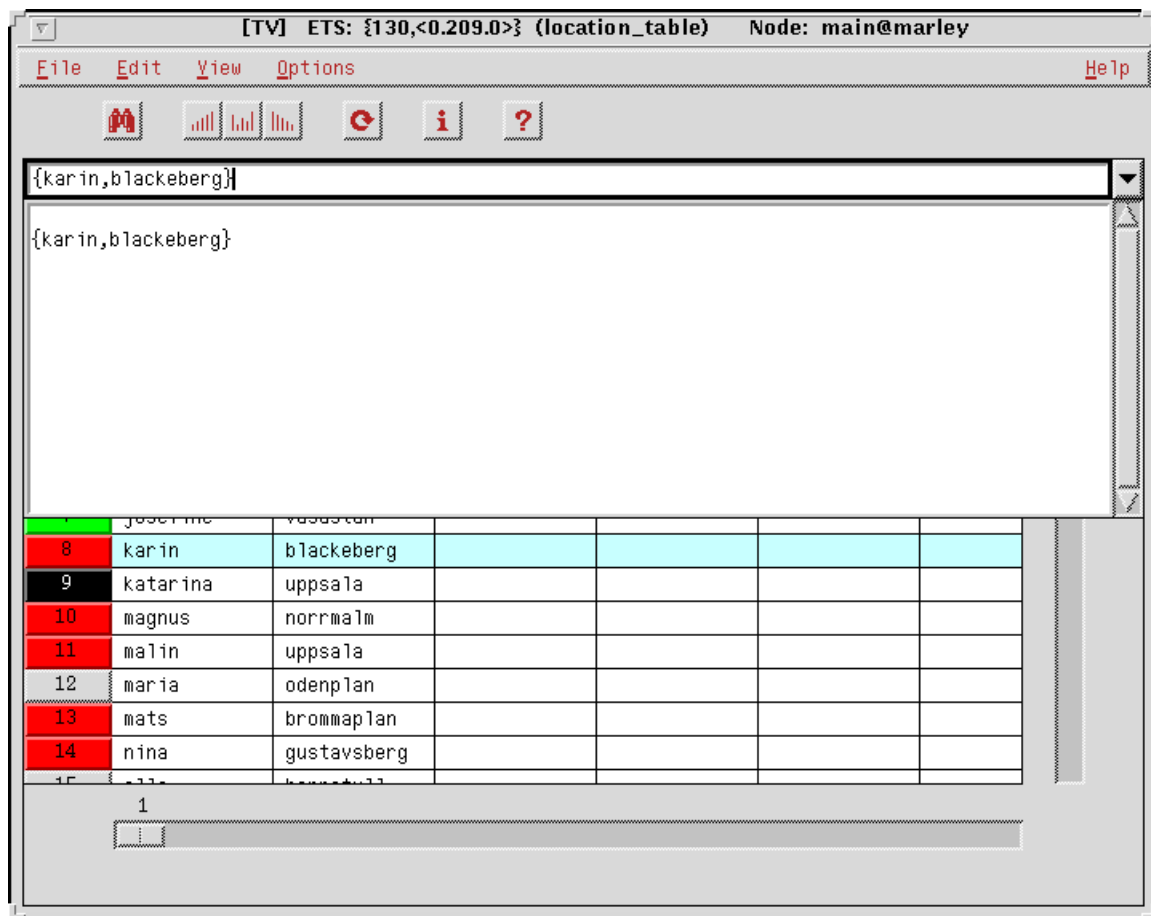 [TV] ETS: {130,<0.209.0>} (location_table) Node: main@marley
File Edit View Options Help
{karin,blackeberg}
{karin,blackeberg}
8 karin blackeberg
9 katarina uppsala
10 magnus norrmalm
11 malin uppsala
12 maria odenplan
13 mats brommaplan
14 nina gustavsberg
1